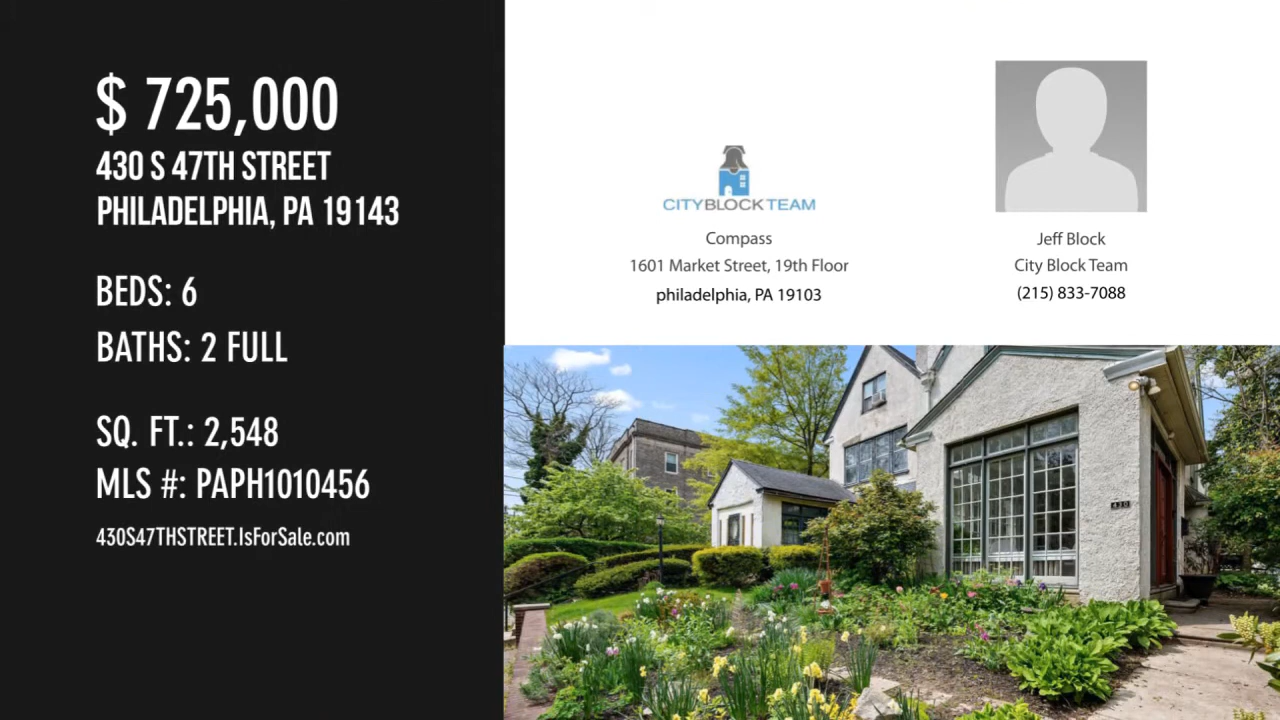 $ 725,000
430 S 47TH STREET
PHILADELPHIA, PA 19143
BEDS: 6
BATHS: 2 FULL
SQ. FT.: 2,548
MLS #: PAPH1010456
430S47THSTREET.IsForSale.com
CITYBLOCK TEAM
Compass
1601 Market Street, 19th Floor
philadelphia, PA 19103
Jeff Block
City Block Team
(215) 833-7088
430